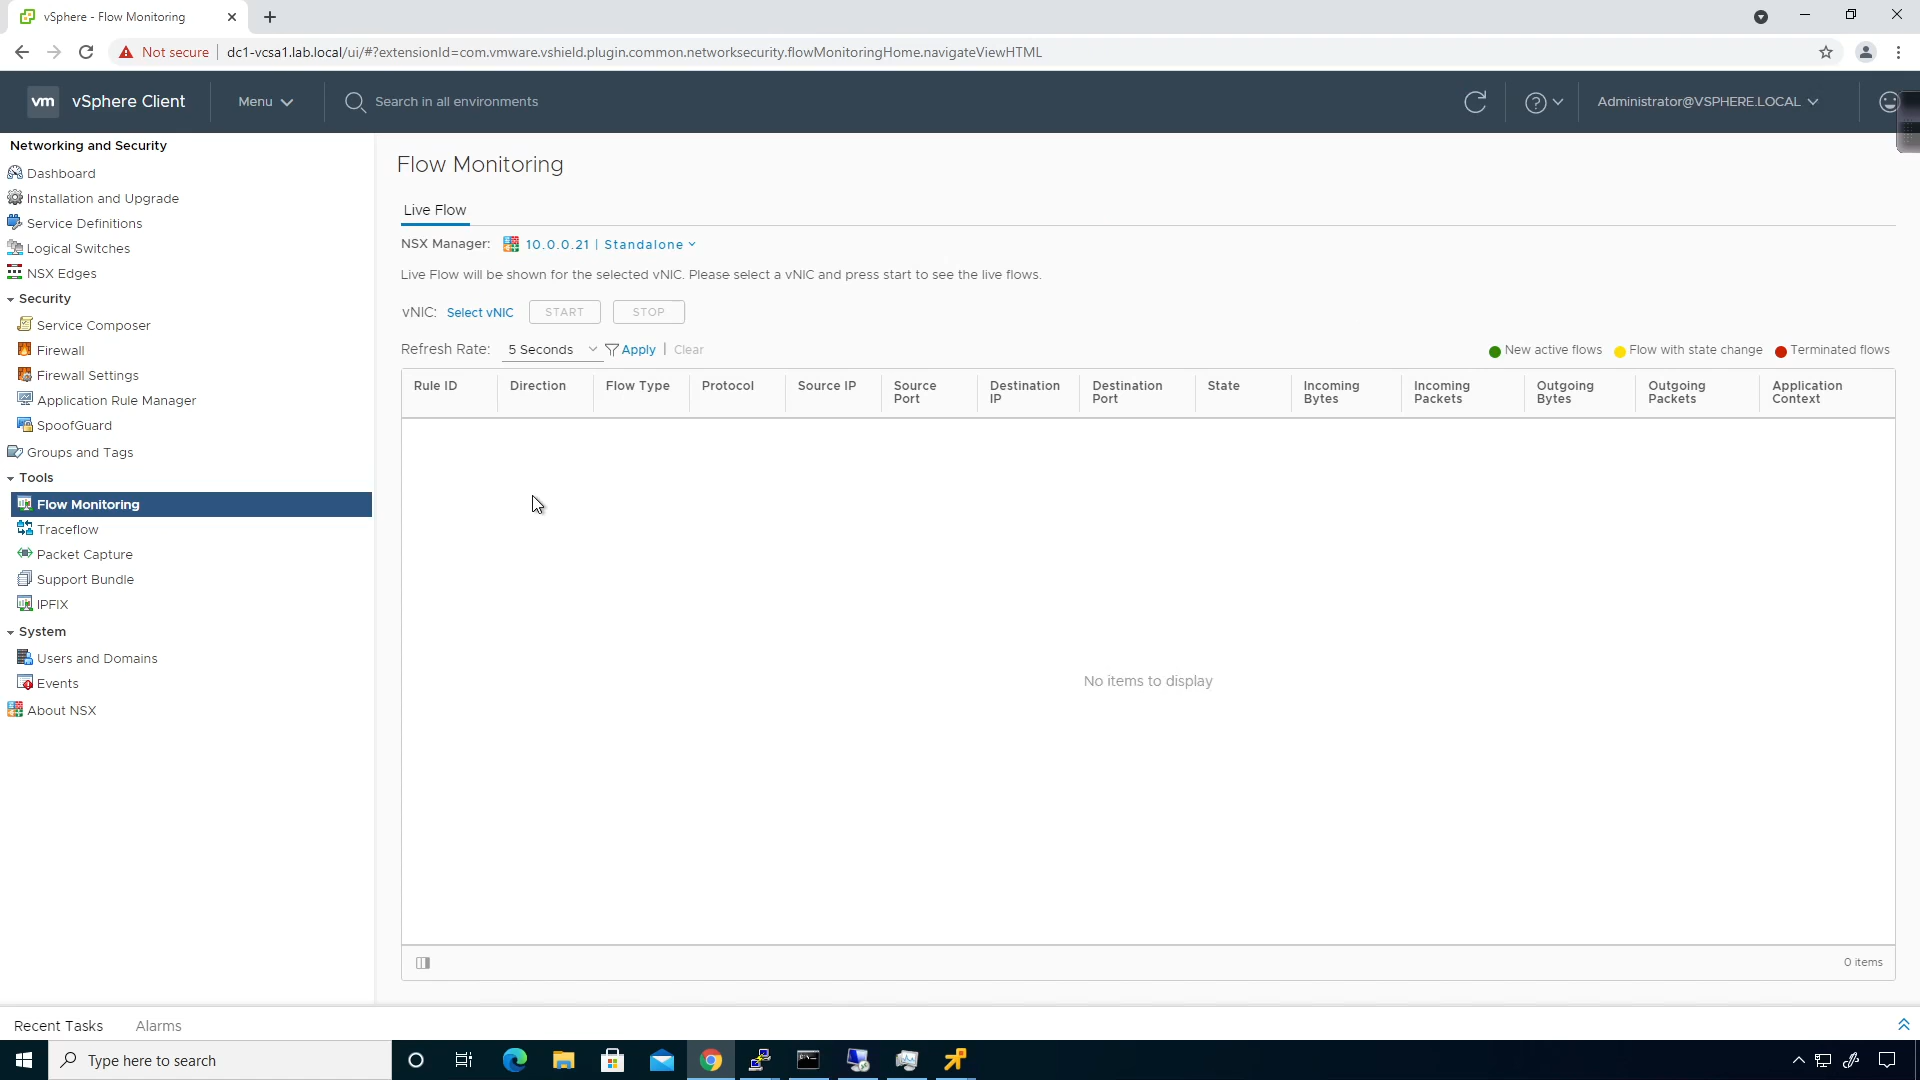 vSphere - Flow Monitoring
Not secure dc1-vcsa1.lab.local/ui/#?extensionId=com.vmware.vshield.plugin.common.networksecurity.flowMonitoringHome.navigateViewHTML
vm vSphere Client Menu Search in all environments Administrator@VSPHERE.LOCAL
Networking and Security
Dashboard
Installation and Upgrade
Service Definitions
Logical Switches
NSX Edges
Security
Service Composer
Firewall
Firewall Settings
Application Rule Manager
SpoofGuard
Groups and Tags
Tools
Flow Monitoring
Traceflow
Packet Capture
Support Bundle
IPFIX
System
Users and Domains
Events
About NSX
Flow Monitoring
Live Flow
NSX Manager: 10.0.0.21 | Standalone
Live Flow will be shown for the selected vNIC. Please select a vNIC and press start to see the live flows.
vNIC: Select vNIC START STOP
Refresh Rate: 5 Seconds Apply | Clear New active flows Flow with state change Terminated flows
Rule ID Direction Flow Type Protocol Source IP Source Port Destination IP Destination Port State Incoming Bytes Incoming Packets Outgoing Bytes Outgoing Packets Application Context
No items to display
0 items
Recent Tasks Alarms
Type here to search